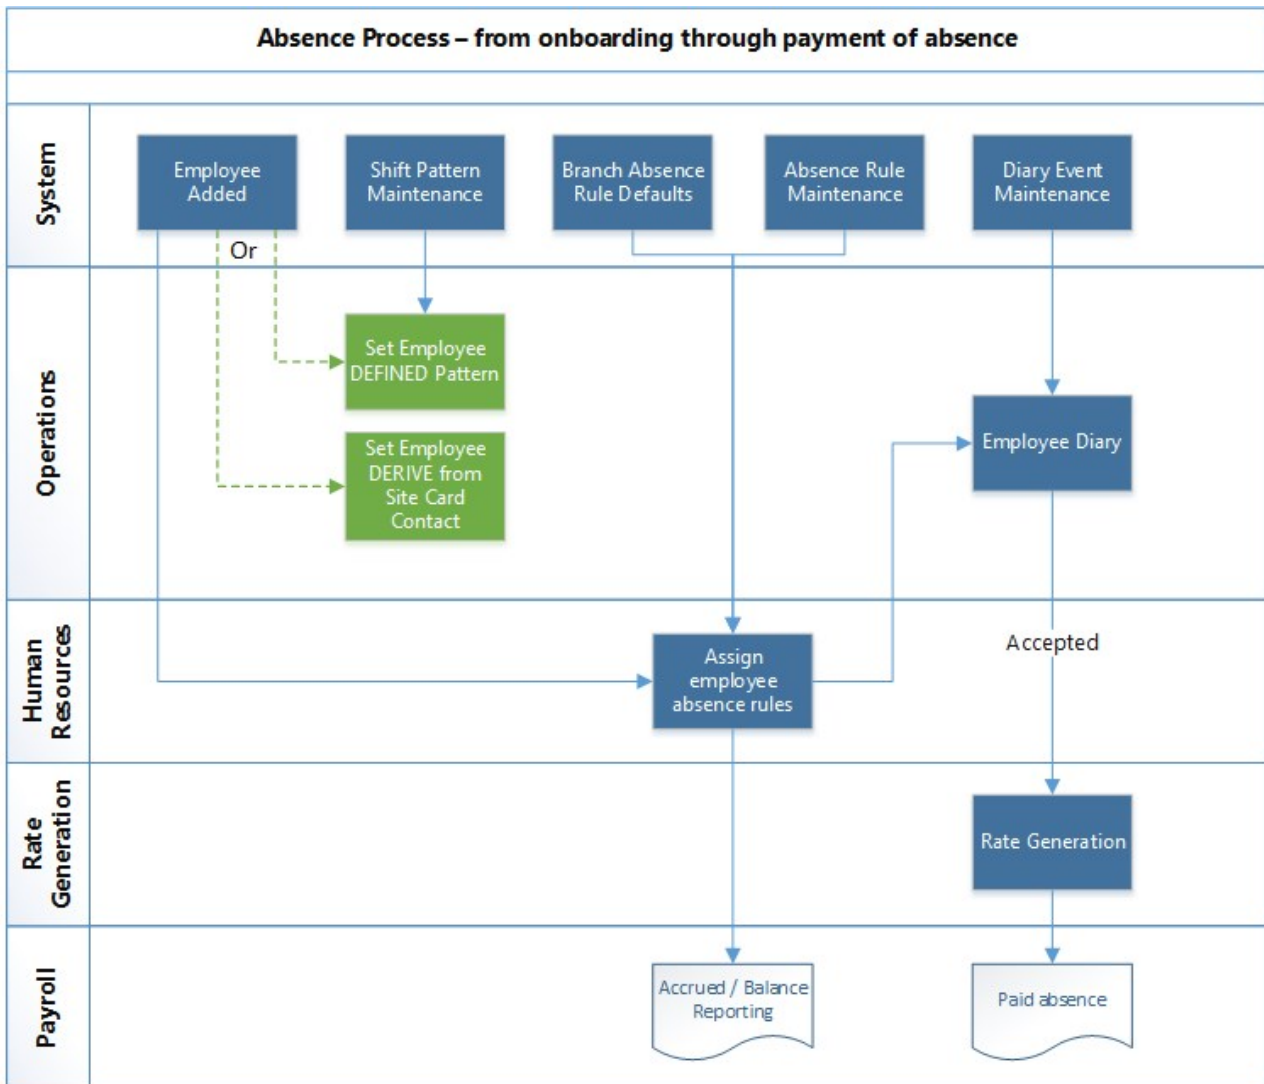 Absence Process – from onboarding through payment of absence
System
Employee
Added
Shift Pattern
Maintenance
Branch Absence
Rule Defaults
Absence Rule
Maintenance
Diary Event
Maintenance
Or
Operations
Set Employee
DEFINED Pattern
Set Employee
DERIVE from
Site Card
Contact
Employee Diary
Human
Resources
Assign
employee
absence rules
Accepted
Rate
Generation
Rate Generation
Payroll
Accrued / Balance
Reporting
Paid absence